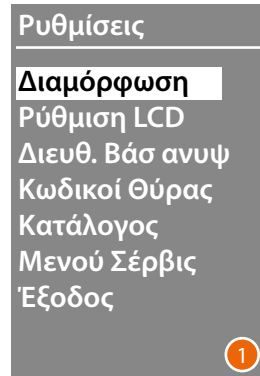 Ρυθμίσεις
Διαμόρφωση
Ρύθμιση LCD
Διευθ. Βάσ ανυψ
Κωδικοί Θύρας
Κατάλογος
Μενού Σέρβις
Έξοδος
1